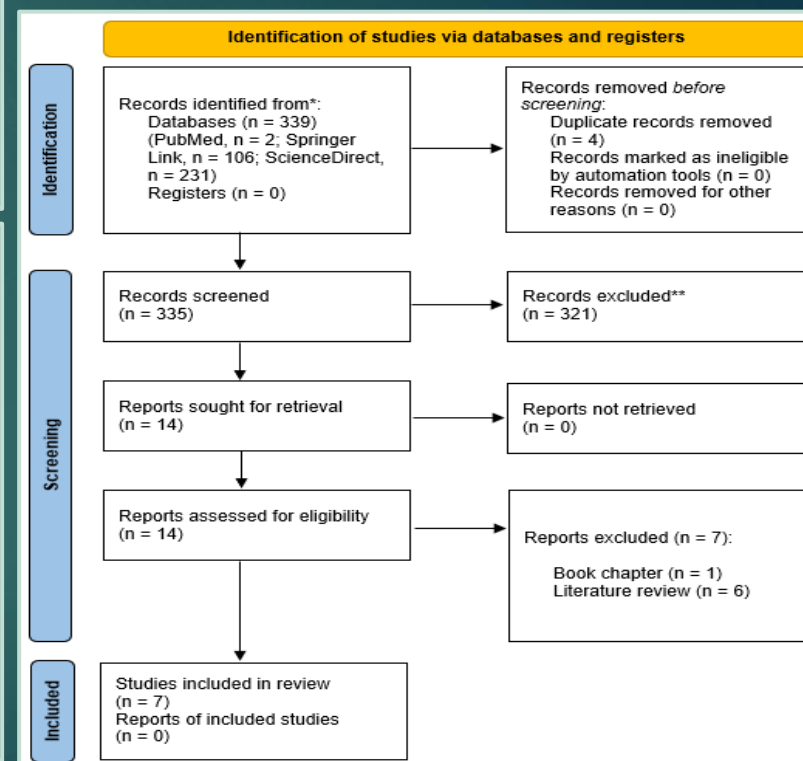 Identification of studies via databases and registers
Identification
Records identified from*:
Databases (n = 339)
(PubMed, n = 2; Springer
Link, n = 106; ScienceDirect,
n = 231)
Registers (n = 0)
Records removed before
screening:
Duplicate records removed
(n = 4)
Records marked as ineligible
by automation tools (n = 0)
Records removed for other
reasons (n = 0)
Screening
Records screened
(n = 335)
Records excluded**
(n = 321)
Reports sought for retrieval
(n = 14)
Reports not retrieved
(n = 0)
Reports assessed for eligibility
(n = 14)
Reports excluded (n = 7):
Book chapter (n = 1)
Literature review (n = 6)
Included
Studies included in review
(n = 7)
Reports of included studies
(n = 0)